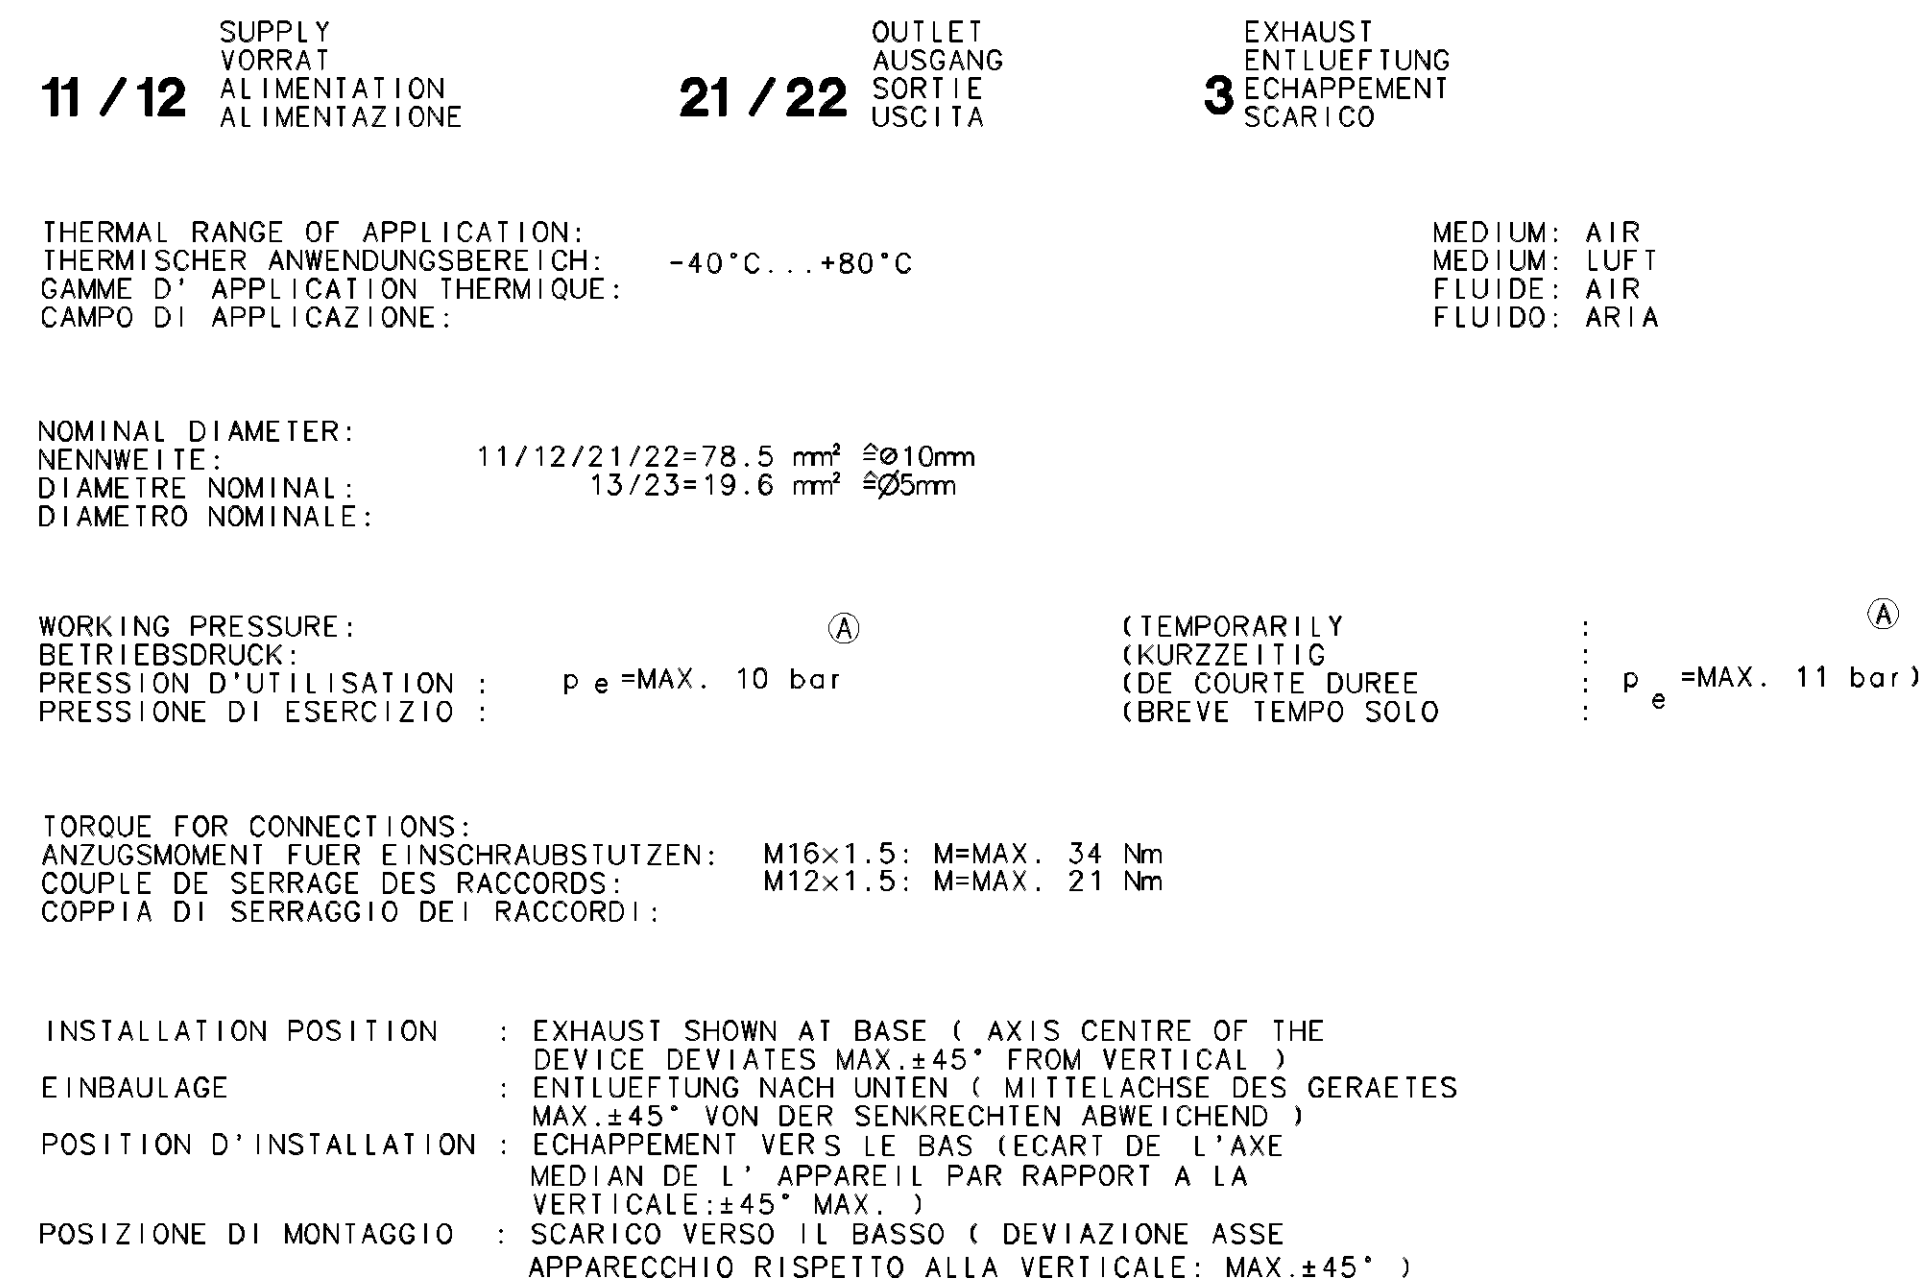 SUPPLY
VORRAT
11 / 12 ALIMENTATION
ALIMENTAZIONE
OUTLET
AUSGANG
21 / 22 SORTIE
USCITA
EXHAUST
ENTLUEFTUNG
3 ECHAPPEMENT
SCARICO
THERMAL RANGE OF APPLICATION:
THERMISCHER ANWENDUNGSBEREICH: -40°C...+80°C
GAMME D' APPLICATION THERMIQUE:
CAMPO DI APPLICAZIONE:
MEDIUM: AIR
MEDIUM: LUFT
FLUIDE: AIR
FLUIDO: ARIA
NOMINAL DIAMETER:
NENNWEITE: 11/12/21/22=78.5 mm² ≙⌀10mm
DIAMETRE NOMINAL: 13/23=19.6 mm² ≙Ø5mm
DIAMETRO NOMINALE:
WORKING PRESSURE: Ⓐ
BETRIEBSDRUCK:
PRESSION D'UTILISATION : p e =MAX. 10 bar
PRESSIONE DI ESERCIZIO :
(TEMPORARILY : Ⓐ
(KURZZEITIG :
(DE COURTE DUREE : p e =MAX. 11 bar)
(BREVE TEMPO SOLO :
TORQUE FOR CONNECTIONS:
ANZUGSMOMENT FUER EINSCHRAUBSTUTZEN: M16×1.5: M=MAX. 34 Nm
COUPLE DE SERRAGE DES RACCORDS: M12×1.5: M=MAX. 21 Nm
COPPIA DI SERRAGGIO DEI RACCORDI:
INSTALLATION POSITION : EXHAUST SHOWN AT BASE ( AXIS CENTRE OF THE
DEVICE DEVIATES MAX.±45° FROM VERTICAL )
EINBAULAGE : ENTLUEFTUNG NACH UNTEN ( MITTELACHSE DES GERAETES
MAX.±45° VON DER SENKRECHTEN ABWEICHEND )
POSITION D'INSTALLATION : ECHAPPEMENT VERS LE BAS (ECART DE L'AXE
MEDIAN DE L' APPAREIL PAR RAPPORT A LA
VERTICALE:±45° MAX. )
POSIZIONE DI MONTAGGIO : SCARICO VERSO IL BASSO ( DEVIAZIONE ASSE
APPARECCHIO RISPETTO ALLA VERTICALE: MAX.±45° )